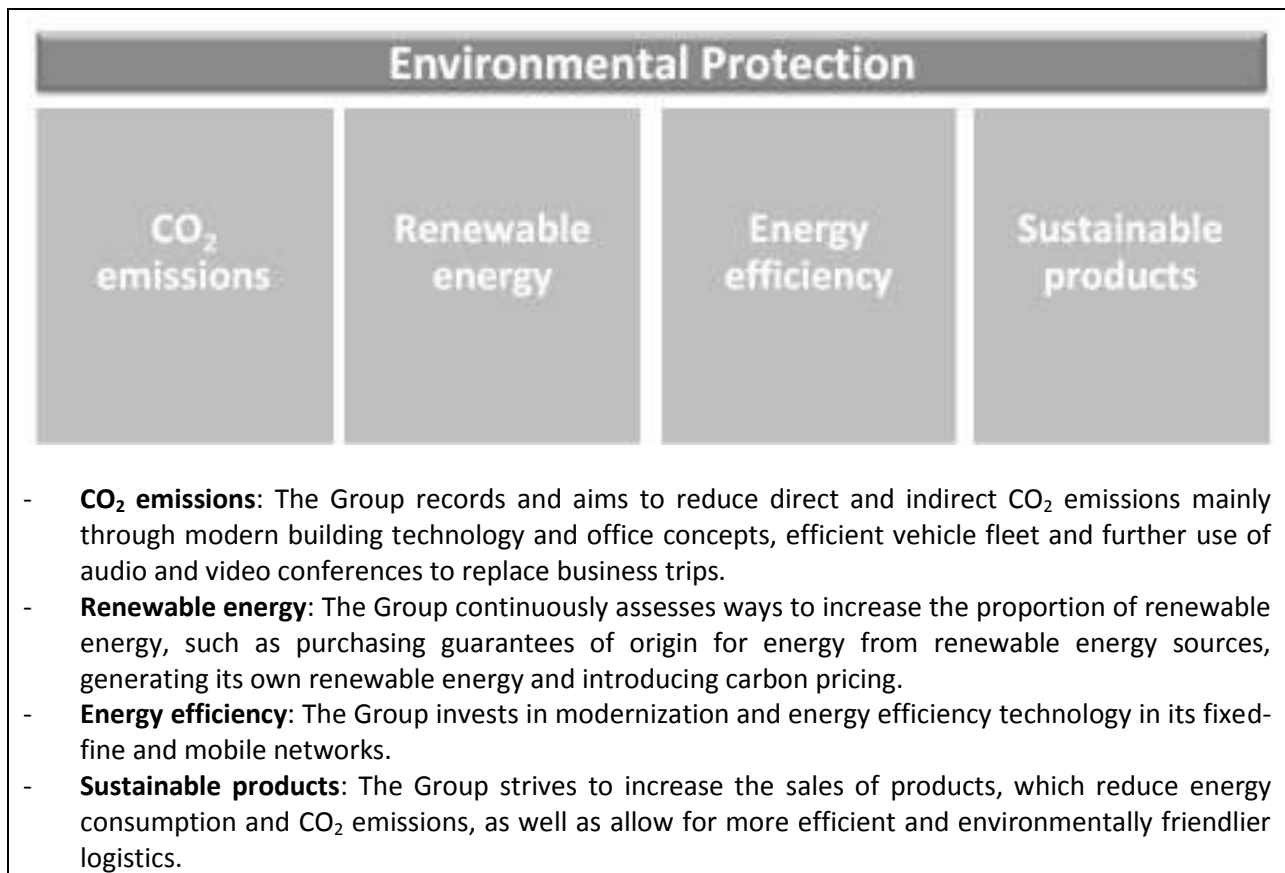 Environmental Protection
CO₂
emissions
Renewable
energy
Energy
efficiency
Sustainable
products
- CO₂ emissions: The Group records and aims to reduce direct and indirect CO₂ emissions mainly
through modern building technology and office concepts, efficient vehicle fleet and further use of
audio and video conferences to replace business trips.
- Renewable energy: The Group continuously assesses ways to increase the proportion of renewable
energy, such as purchasing guarantees of origin for energy from renewable energy sources,
generating its own renewable energy and introducing carbon pricing.
- Energy efficiency: The Group invests in modernization and energy efficiency technology in its fixed-
fine and mobile networks.
- Sustainable products: The Group strives to increase the sales of products, which reduce energy
consumption and CO₂ emissions, as well as allow for more efficient and environmentally friendlier
logistics.